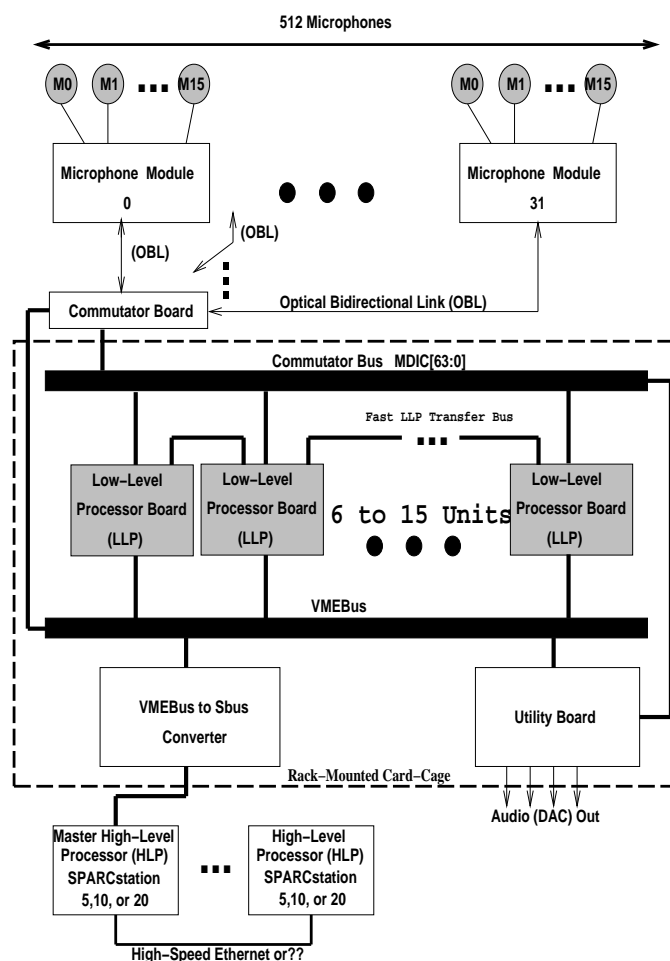 512 Microphones
M0 M1 M15 M0 M1 M15
Microphone Module
0
Microphone Module
31
(OBL)
(OBL)
Optical Bidirectional Link (OBL)
Commutator Board
Commutator Bus MDIC[63:0]
Fast LLP Transfer Bus
Low-Level
Processor Board
(LLP)
Low-Level
Processor Board
(LLP)
6 to 15 Units
Low-Level
Processor Board
(LLP)
VMEBus
VMEBus to Sbus
Converter
Utility Board
Rack-Mounted Card-Cage
Audio (DAC) Out
Master High-Level
Processor (HLP)
SPARCstation
5,10, or 20
High-Level
Processor (HLP)
SPARCstation
5,10, or 20
High-Speed Ethernet or??